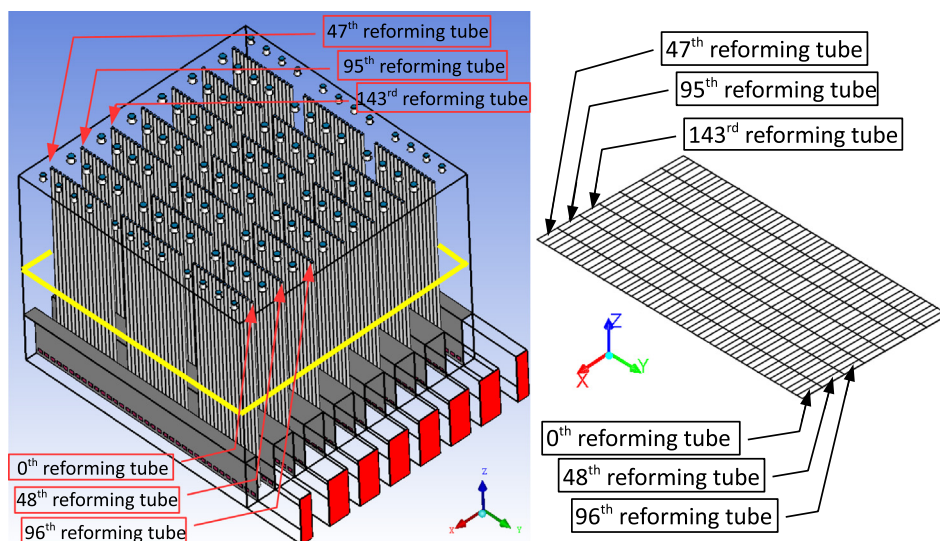 47th reforming tube
95th reforming tube
143rd reforming tube
0th reforming tube
48th reforming tube
96th reforming tube
Z
X
Y
47th reforming tube
95th reforming tube
143rd reforming tube
Z
X
Y
0th reforming tube
48th reforming tube
96th reforming tube